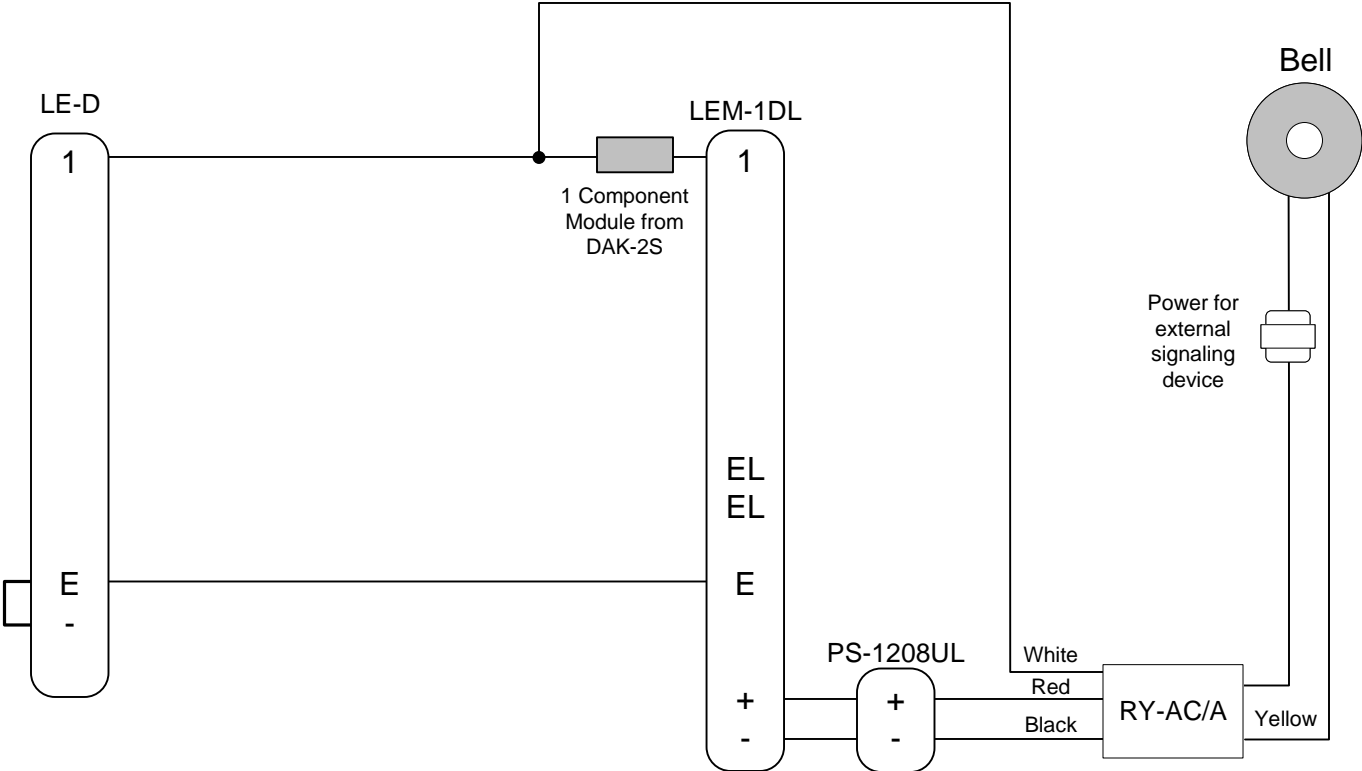 Bell
LE-D
LEM-1DL
1
1
1 Component
Module from
DAK-2S
Power for
external
signaling
device
EL
EL
E
-
E
PS-1208UL
White
Red
Black
+
-
+
-
RY-AC/A
Yellow